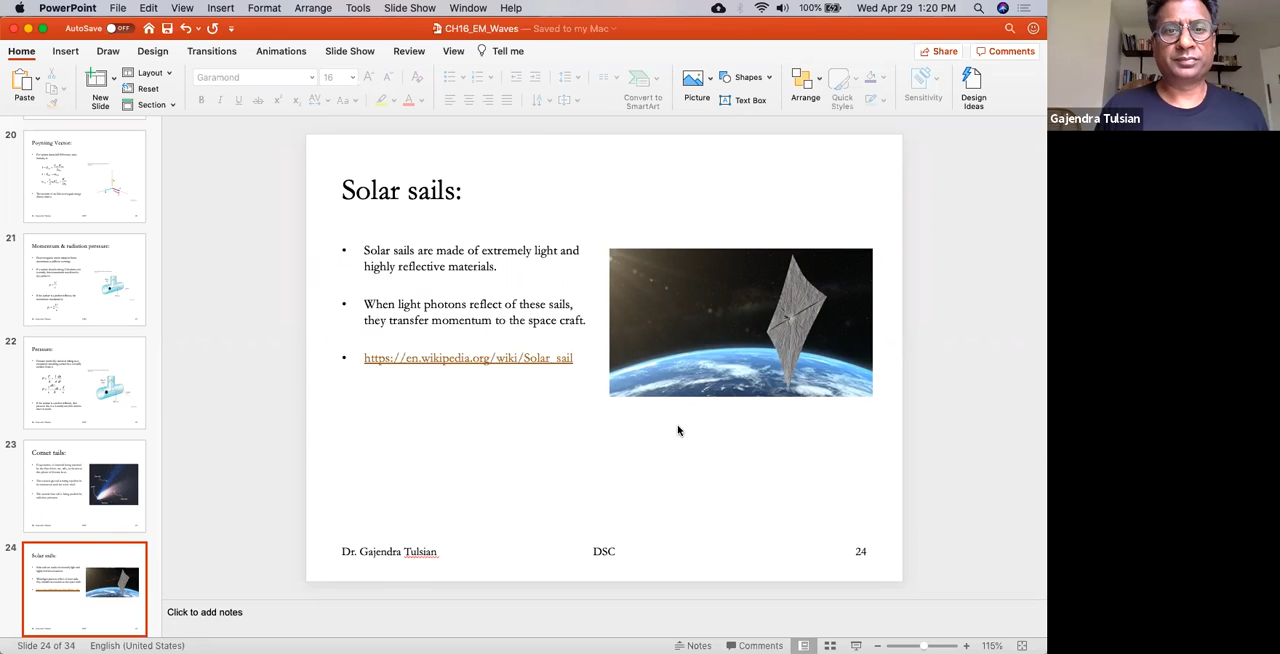 PowerPoint File Edit View Insert Format Arrange Tools Slide Show Window Help 100% Wed Apr 29 1:20 PM
AutoSave OFF CH16_EM_Waves — Saved to my Mac
Home Insert Draw Design Transitions Animations Slide Show Review View Tell me Share Comments
Paste New Slide Layout Reset Section
Garamond 16
Convert to SmartArt Picture Shapes Text Box Arrange Quick Styles Sensitivity Design Ideas
Gajendra Tulsian
20
Poynting Vector:
21
Momentum & radiation pressure:
22
Pressure:
23
Comet tails:
24
Solar sails:
Solar sails:
• Solar sails are made of extremely light and
highly reflective materials.
• When light photons reflect of these sails,
they transfer momentum to the space craft.
• https://en.wikipedia.org/wiki/Solar_sail
Dr. Gajendra Tulsian DSC 24
Click to add notes
Slide 24 of 34 English (United States) Notes Comments 115%